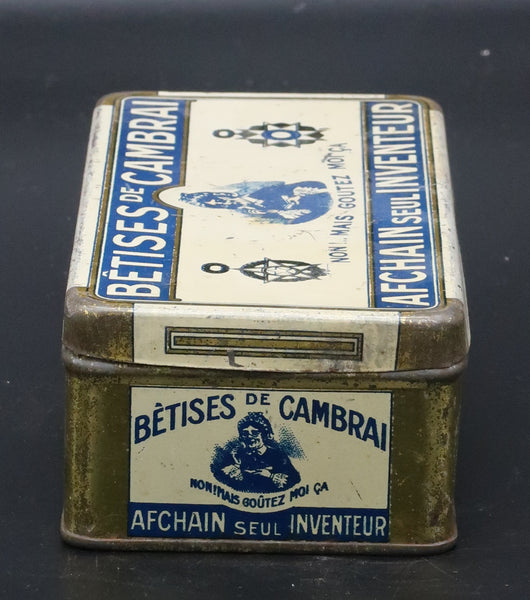 BÊTISES DE CAMBRAI
NON!. MAIS GOUTEZ MOI ÇA
AFCHAIN SEUL INVENTEUR
BÊTISES DE CAMBRAI
NON! MAIS GOÛTEZ MOI ÇA
AFCHAIN SEUL INVENTEUR